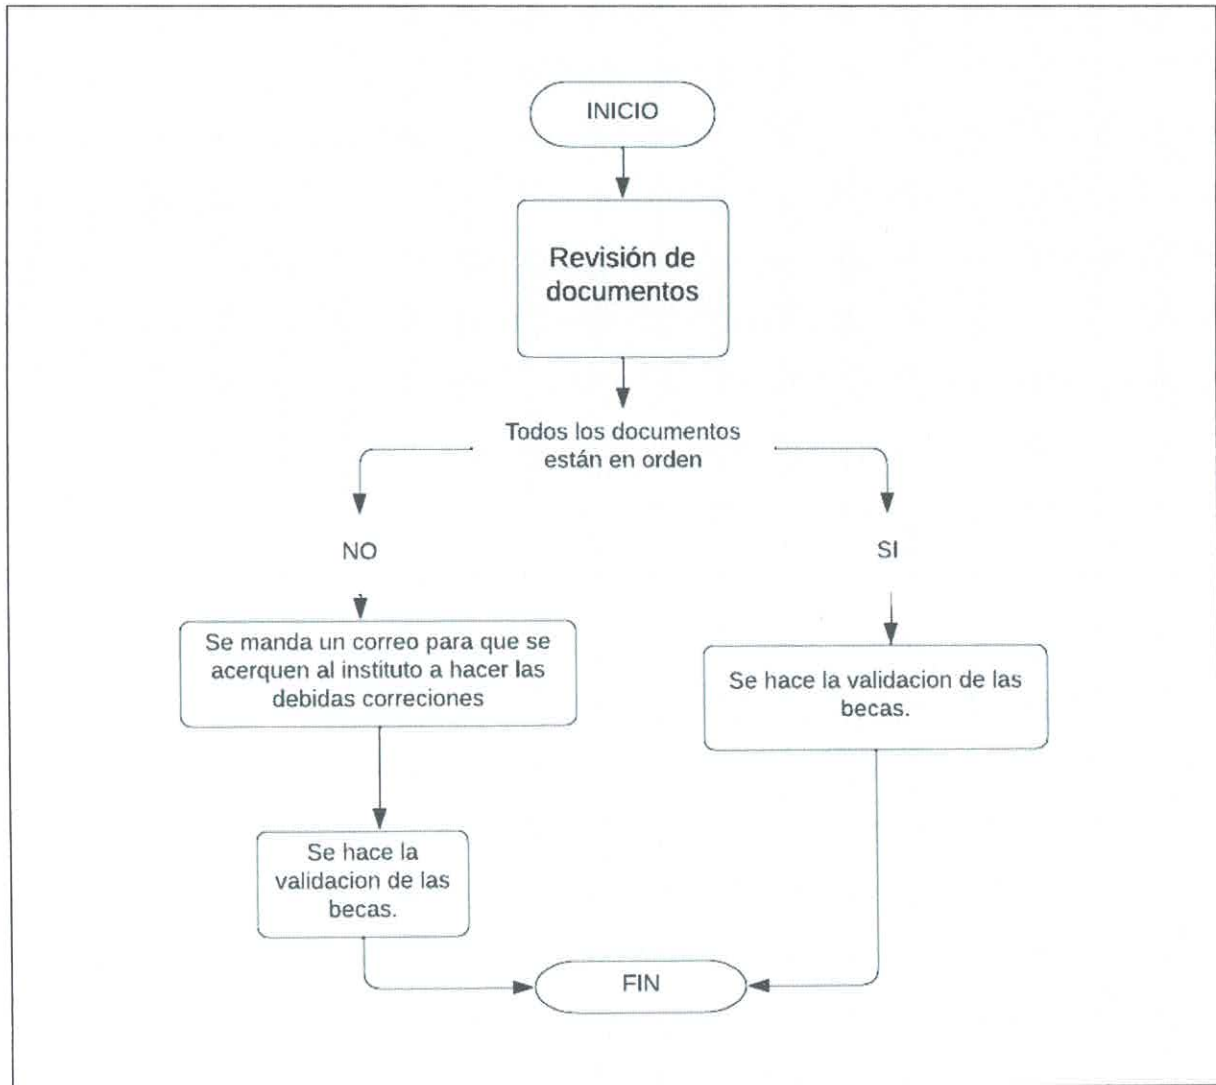 INICIO
Revisión de
documentos
Todos los documentos
están en orden
NO
SI
Se manda un correo para que se
acerquen al instituto a hacer las
debidas correciones
Se hace la validacion de las
becas.
Se hace la
validacion de las
becas.
FIN